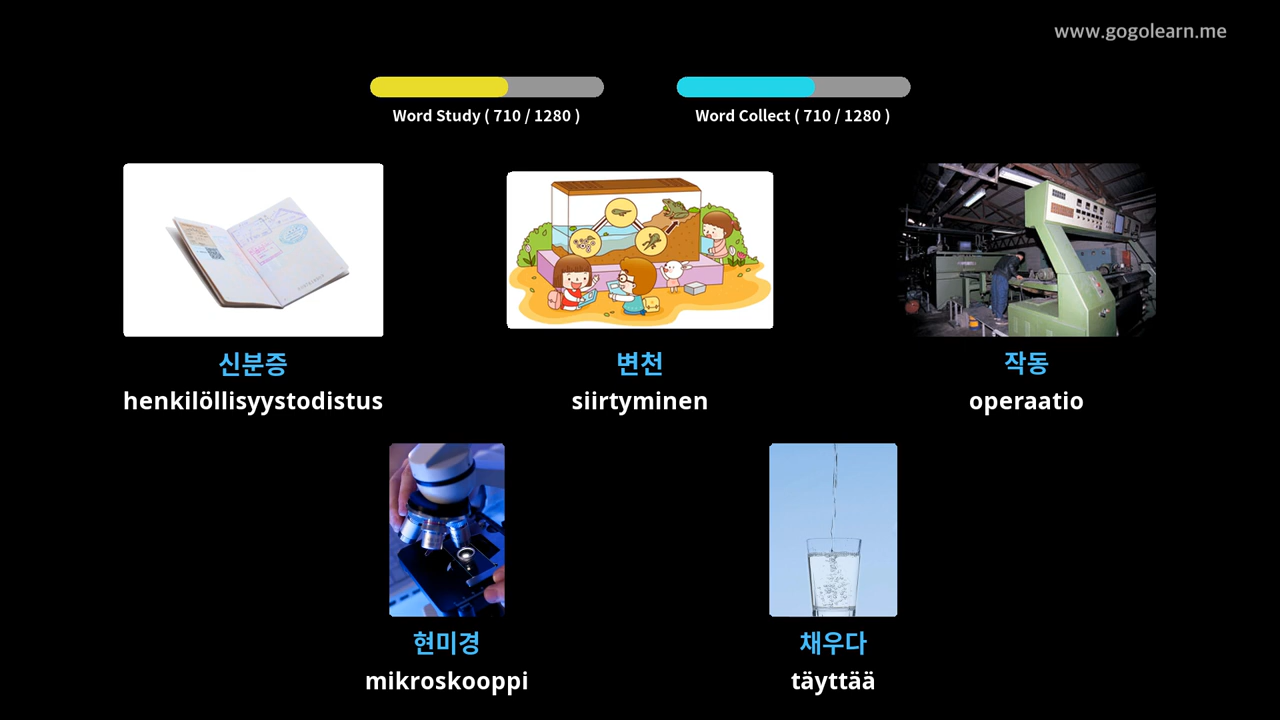 www.gogolearn.me
Word Study ( 710 / 1280 )
Word Collect ( 710 / 1280 )
신분증
henkilöllisyystodistus
변천
siirtyminen
작동
operaatio
현미경
mikroskooppi
채우다
täyttää